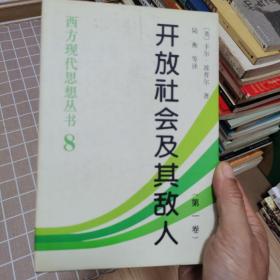 西方现代思想丛书8
开放社会及其敌人
(第一卷)
〔英〕卡尔·波普尔 著
陆衡 等译